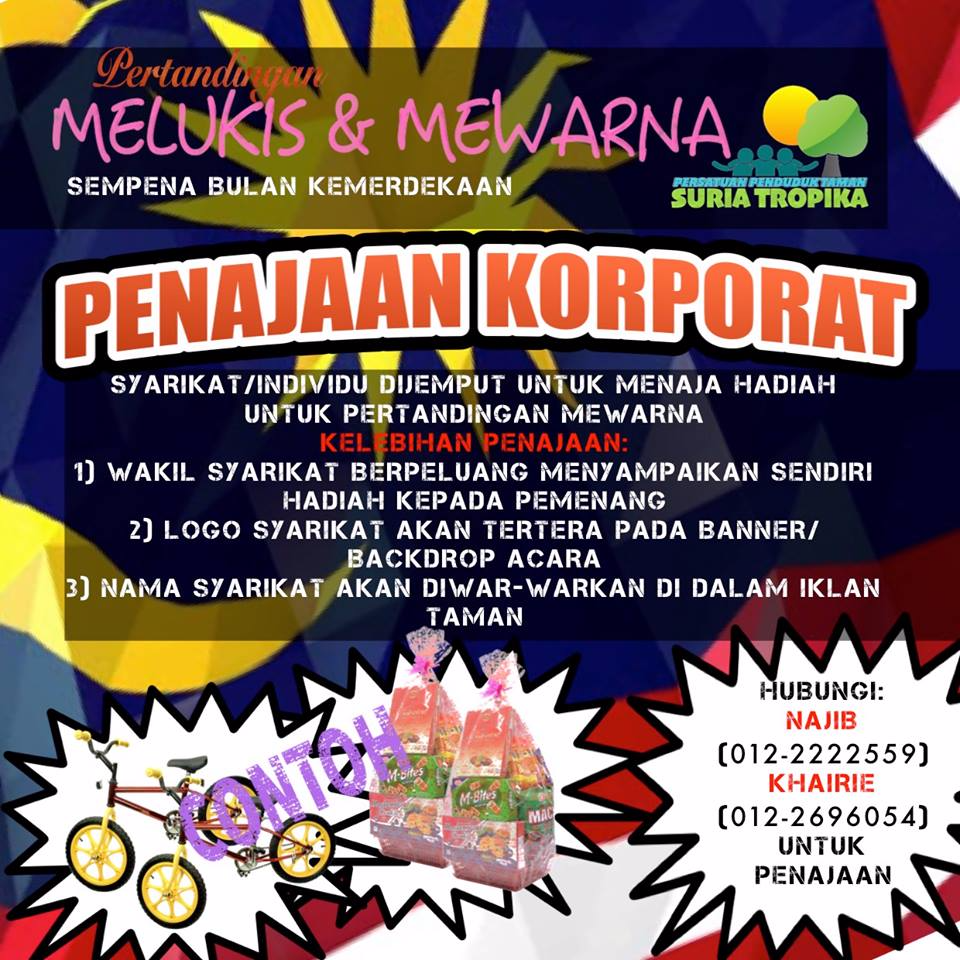 Pertandingan
MELUKIS & MEWARNA
SEMPENA BULAN KEMERDEKAAN
PERSATUAN PENDUDUK TAMAN
SURIA TROPIKA
PENAJAAN KORPORAT
SYARIKAT/INDIVIDU DIJEMPUT UNTUK MENAJA HADIAH
UNTUK PERTANDINGAN MEWARNA
KELEBIHAN PENAJAAN:
1) WAKIL SYARIKAT BERPELUANG MENYAMPAIKAN SENDIRI
HADIAH KEPADA PEMENANG
2) LOGO SYARIKAT AKAN TERTERA PADA BANNER/
BACKDROP ACARA
3) NAMA SYARIKAT AKAN DIWAR-WARKAN DI DALAM IKLAN
TAMAN
CONTOH
M-Bites
M-Bites
HUBUNGI:
NAJIB
(012-2222559)
KHAIRIE
(012-2696054)
UNTUK
PENAJAAN